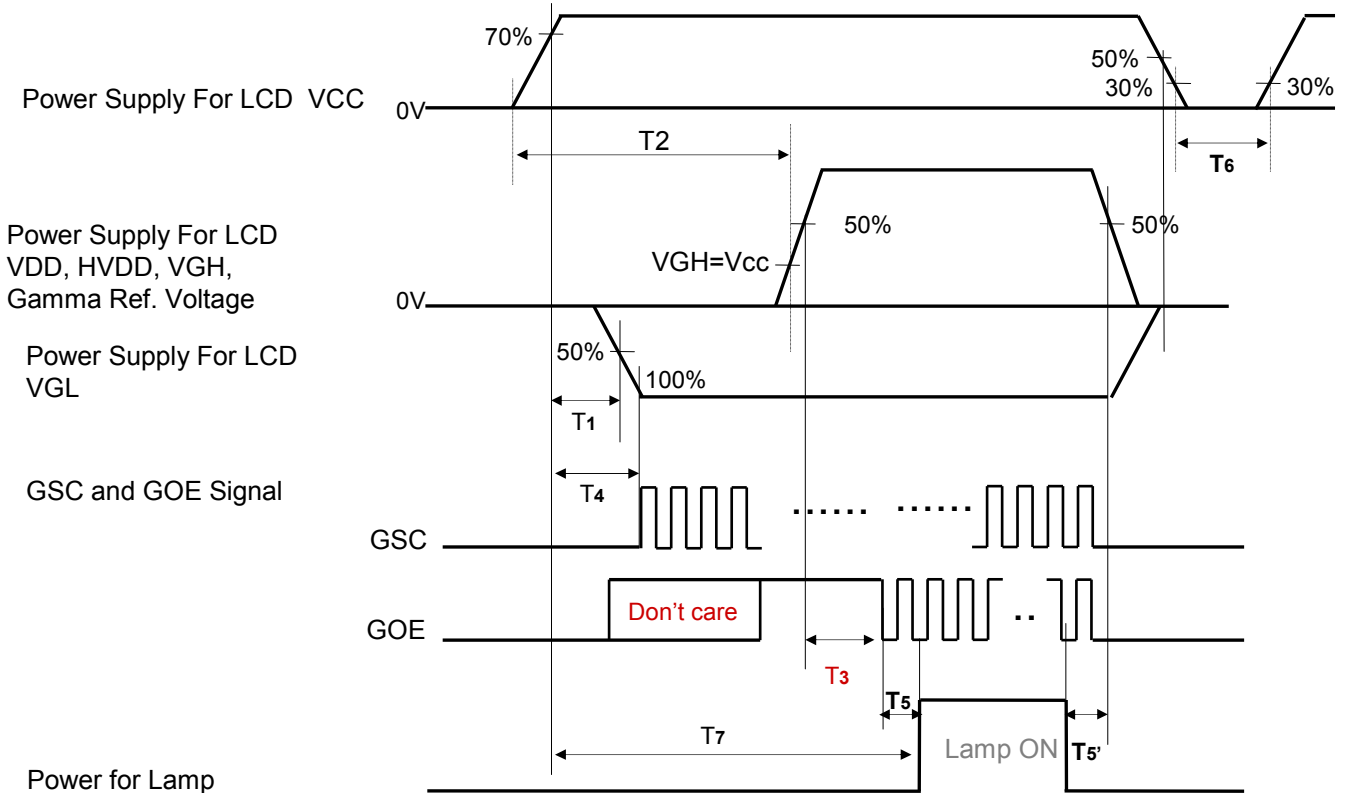 70%
50%
30%
30%
Power Supply For LCD VCC
0V
T2
T6
Power Supply For LCD
VDD, HVDD, VGH,
Gamma Ref. Voltage
50%
50%
VGH=Vcc
0V
Power Supply For LCD
VGL
50%
100%
T1
GSC and GOE Signal
T4
GSC
Don't care
GOE
T3
T5
T7
Lamp ON
T5'
Power for Lamp